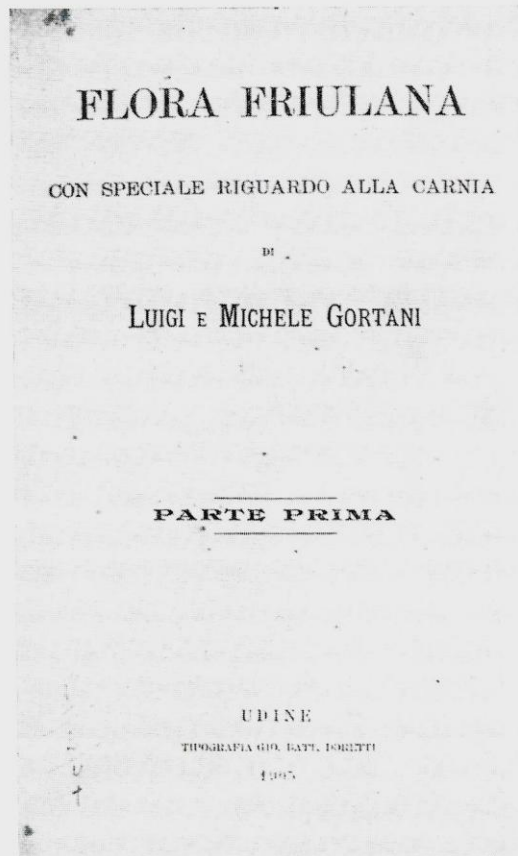 FLORA FRIULANA
CON SPECIALE RIGUARDO ALLA CARNIA
DI
LUIGI E MICHELE GORTANI
PARTE PRIMA
UDINE
TIPOGRAFIA GIO. BATT. DORETTI